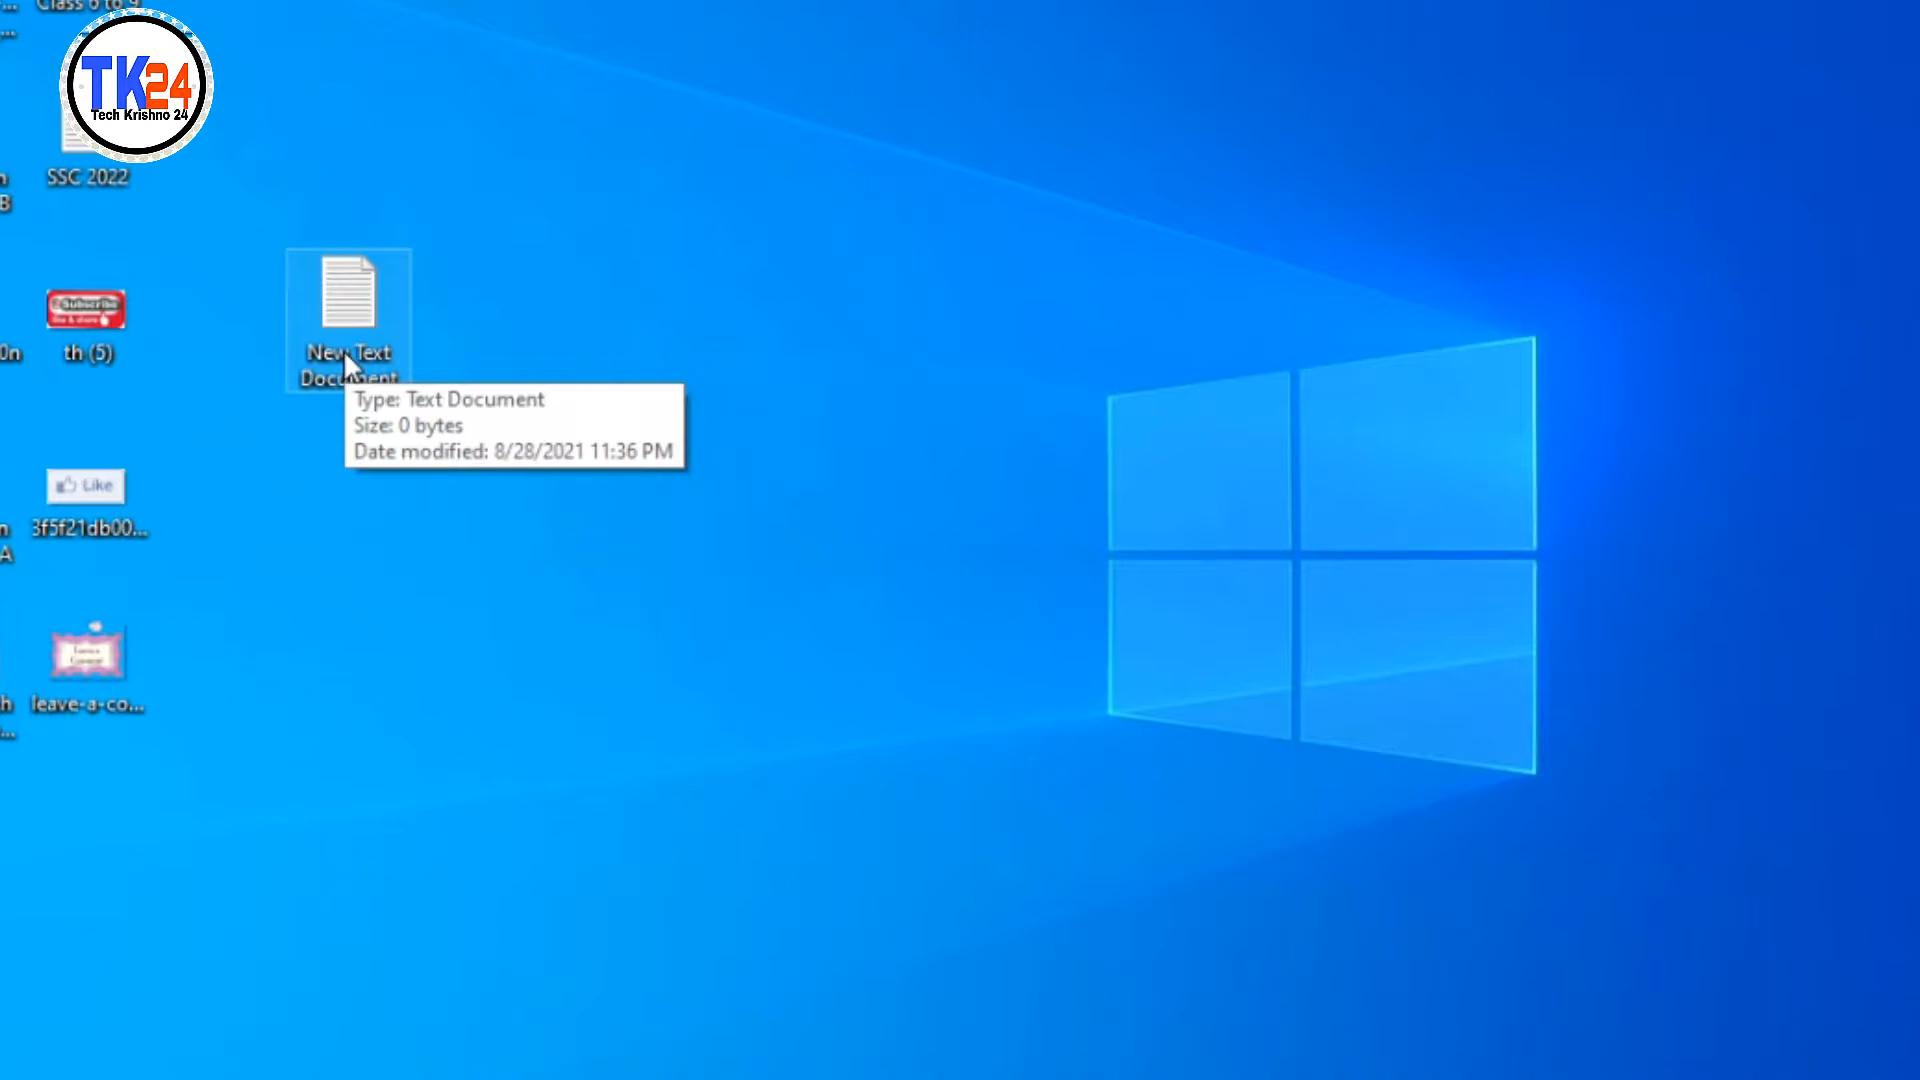 Class 6 to 9
TK24
Tech Krishno 24
SSC 2022
B
Subscribe
th (5)
0n
New Text
Document
Type: Text Document
Size: 0 bytes
Date modified: 8/28/2021 11:36 PM
Like
3f5f21db00...
A
leave-a-co...